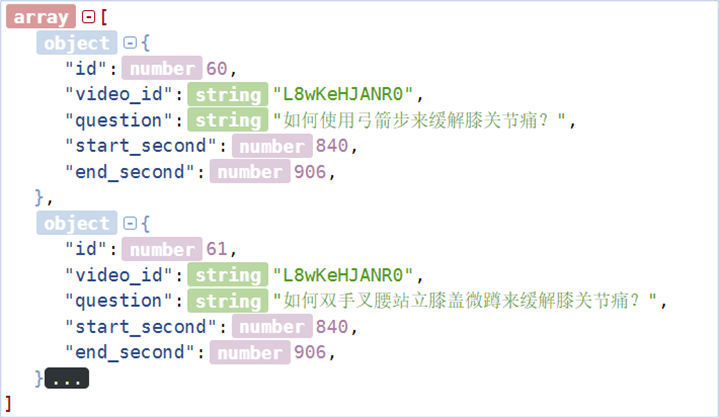 array [
object {
"id": number 60,
"video_id": string "L8wKeHJANR0",
"question": string "如何使用弓箭步来缓解膝关节痛？",
"start_second": number 840,
"end_second": number 906,
},
object {
"id": number 61,
"video_id": string "L8wKeHJANR0",
"question": string "如何双手叉腰站立膝盖微蹲来缓解膝关节痛？",
"start_second": number 840,
"end_second": number 906,
}...
]